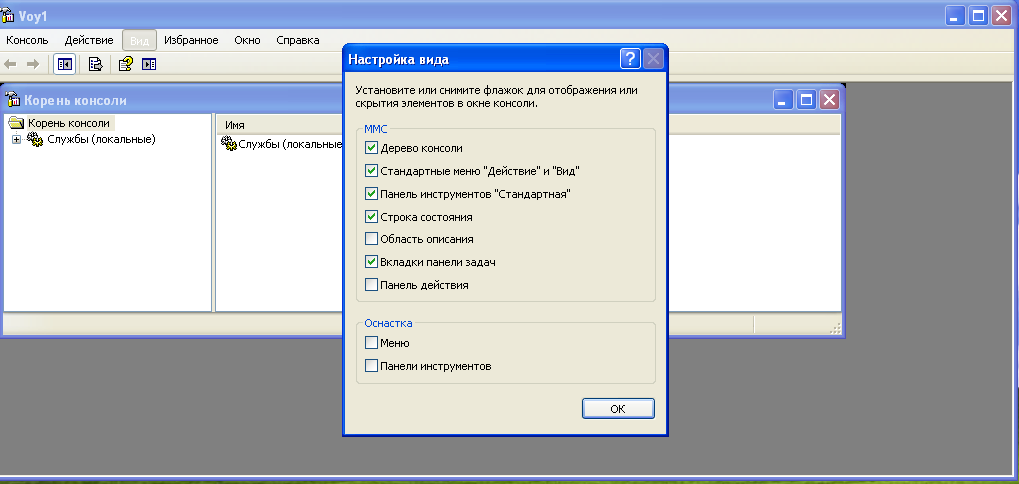 Voy1
Консоль Действие Вид Избранное Окно Справка
Корень консоли
Корень консоли
Службы (локальные)
Имя
Службы (локальные
Настройка вида
Установите или снимите флажок для отображения или
скрытия элементов в окне консоли.
MMC
Дерево консоли
Стандартные меню "Действие" и "Вид"
Панель инструментов "Стандартная"
Строка состояния
Область описания
Вкладки панели задач
Панель действия
Оснастка
Меню
Панели инструментов
ОК